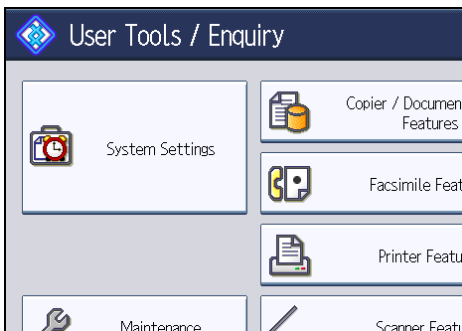 User Tools / Enquiry
System Settings
Copier / Documen
Features
Facsimile Feat
Printer Featu
Maintenance
Scanner Featu